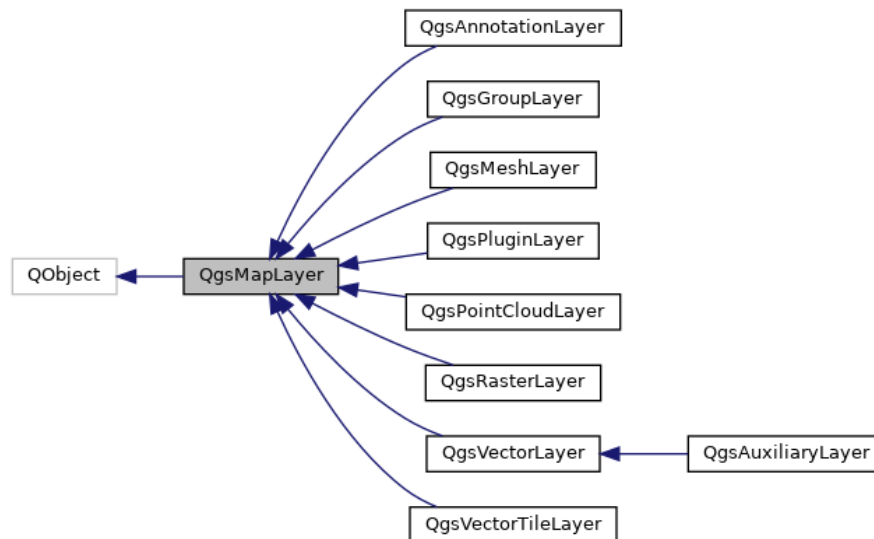 QgsAnnotationLayer
QgsGroupLayer
QgsMeshLayer
QgsPluginLayer
QObject
QgsMapLayer
QgsPointCloudLayer
QgsRasterLayer
QgsVectorLayer
QgsAuxiliaryLayer
QgsVectorTileLayer